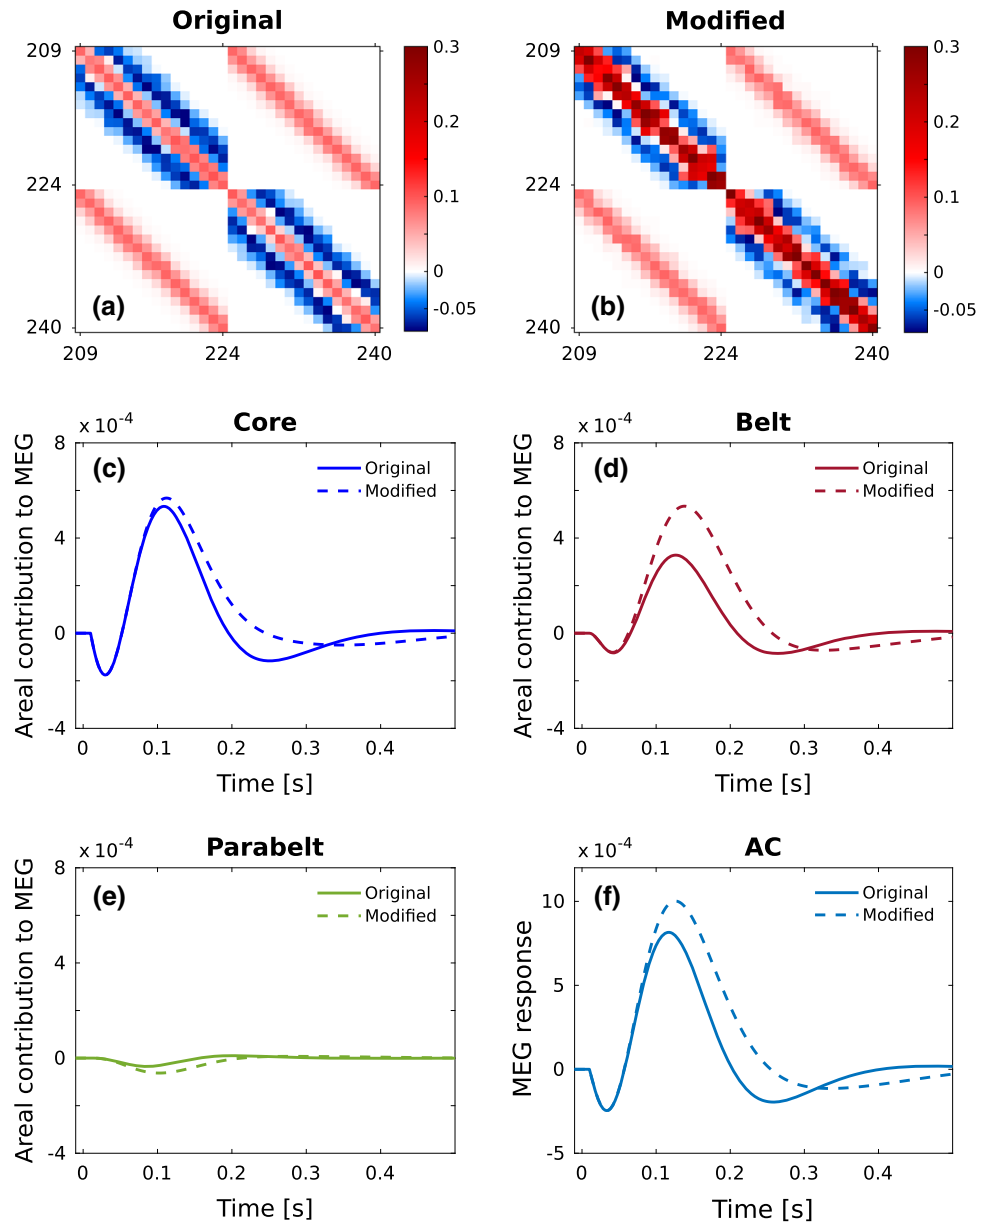 Original
Modified
209
224
240
(a)
209
224
240
0.3
0.2
0.1
0
-0.05
209
224
240
(b)
209
224
240
0.3
0.2
0.1
0
-0.05
x 10-4
Core
Areal contribution to MEG
8
4
0
-4
(c)
Original
Modified
0
0.1
0.2
0.3
0.4
Time [s]
x 10-4
Belt
Areal contribution to MEG
8
4
0
-4
(d)
Original
Modified
0
0.1
0.2
0.3
0.4
Time [s]
x 10-4
Parabelt
Areal contribution to MEG
8
4
0
-4
(e)
Original
Modified
0
0.1
0.2
0.3
0.4
Time [s]
x 10-4
AC
MEG response
10
5
0
-5
(f)
Original
Modified
0
0.1
0.2
0.3
0.4
Time [s]